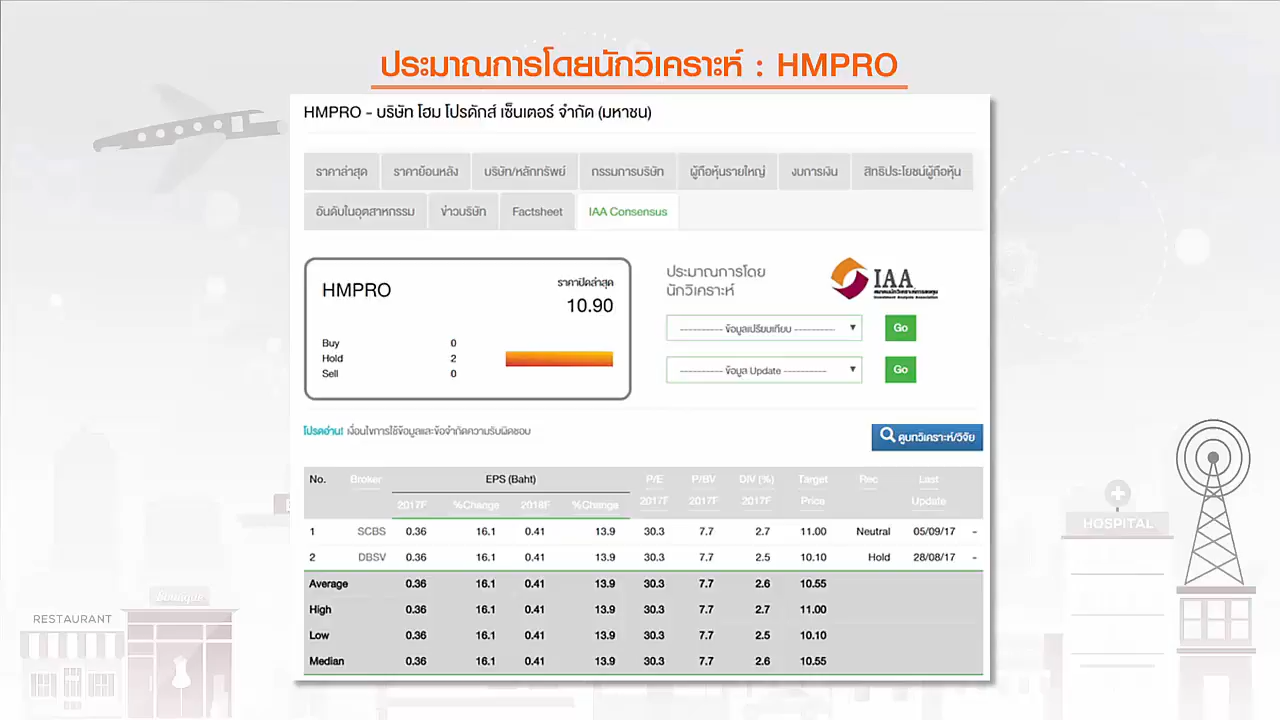 ประมาณการโดยนักวิเคราะห์ : HMPRO
HMPRO - บริษัท โฮม โปรดักส์ เซ็นเตอร์ จำกัด (มหาชน)
ราคาล่าสุด ราคาย้อนหลัง บริษัท/หลักทรัพย์ กรรมการบริษัท ผู้ถือหุ้นรายใหญ่ งบการเงิน สิทธิประโยชน์ผู้ถือหุ้น
อันดับในอุตสาหกรรม ข่าวบริษัท Factsheet IAA Consensus
HMPRO
ราคาปิดล่าสุด
10.90
Buy 0
Hold 2
Sell 0
ประมาณการโดย
นักวิเคราะห์
IAA
---------- ข้อมูลเปรียบเทียบ ---------- Go
---------- ข้อมูล Update ---------- Go
โปรดอ่าน! เงื่อนไขการใช้ข้อมูลและข้อจำกัดความรับผิดชอบ
ดูบทวิเคราะห์/วิจัย
No. Broker EPS (Baht) P/E P/BV DIV (%) Target Rec Last
2017F %Change 2018F %Change 2017F 2017F 2017F Price Update
1 SCBS 0.36 16.1 0.41 13.9 30.3 7.7 2.7 11.00 Neutral 05/09/17 -
2 DBSV 0.36 16.1 0.41 13.9 30.3 7.7 2.5 10.10 Hold 28/08/17 -
Average 0.36 16.1 0.41 13.9 30.3 7.7 2.6 10.55
High 0.36 16.1 0.41 13.9 30.3 7.7 2.7 11.00
Low 0.36 16.1 0.41 13.9 30.3 7.7 2.5 10.10
Median 0.36 16.1 0.41 13.9 30.3 7.7 2.6 10.55
HOSPITAL
Boutique
RESTAURANT